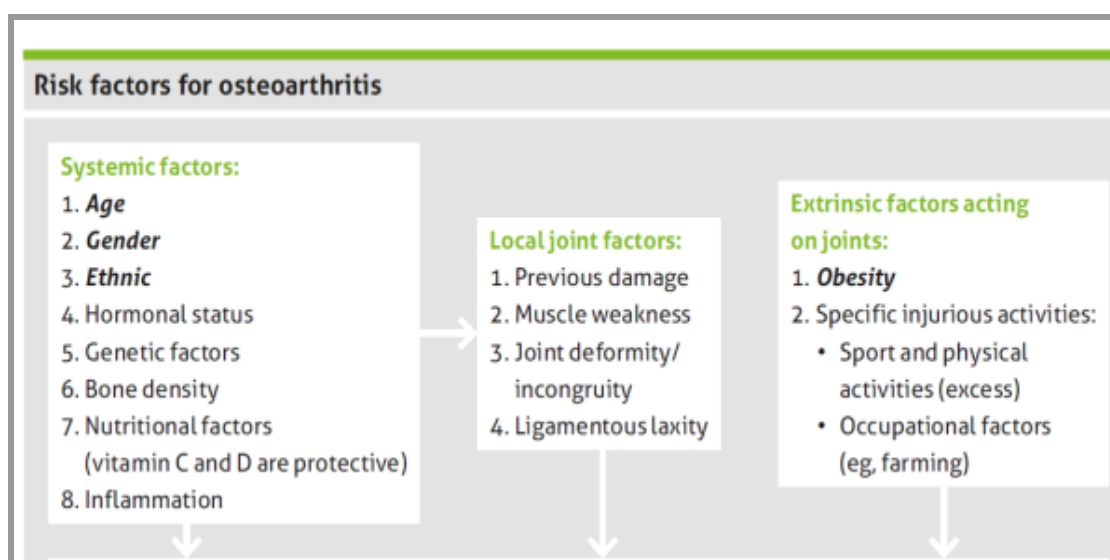 Risk factors for osteoarthritis
Systemic factors:
1. Age
2. Gender
3. Ethnic
4. Hormonal status
5. Genetic factors
6. Bone density
7. Nutritional factors
(vitamin C and D are protective)
8. Inflammation
Local joint factors:
1. Previous damage
2. Muscle weakness
3. Joint deformity/
incongruity
4. Ligamentous laxity
Extrinsic factors acting
on joints:
1. Obesity
2. Specific injurious activities:
• Sport and physical
activities (excess)
• Occupational factors
(eg, farming)